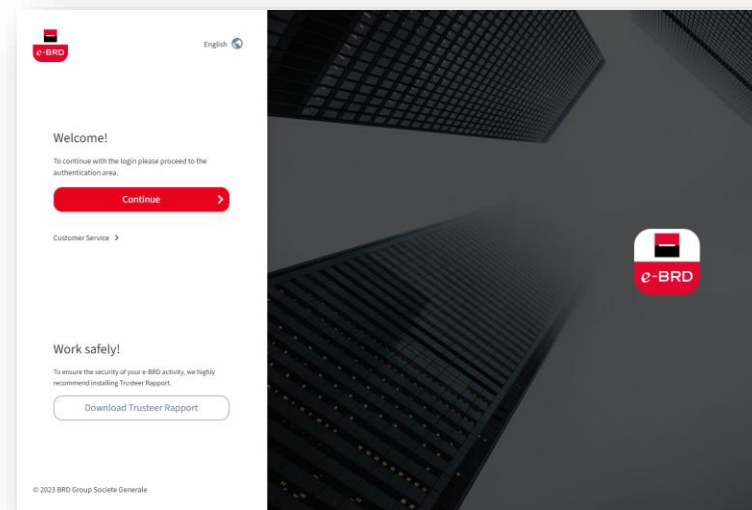 e-BRD
English
Welcome!
To continue with the login please proceed to the
authentication area.
Continue
Customer Service
e-BRD
Work safely!
To ensure the security of your e-BRD activity, we highly
recommend installing Trusteer Rapport.
Download Trusteer Rapport
© 2023 BRD Group Societe Generale